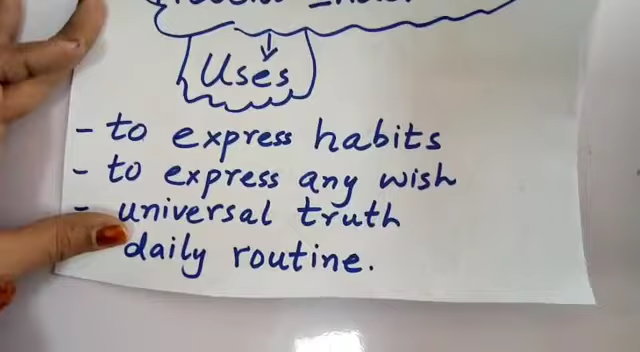 Uses
- to express habits
- to express any wish
- universal truth
daily routine.